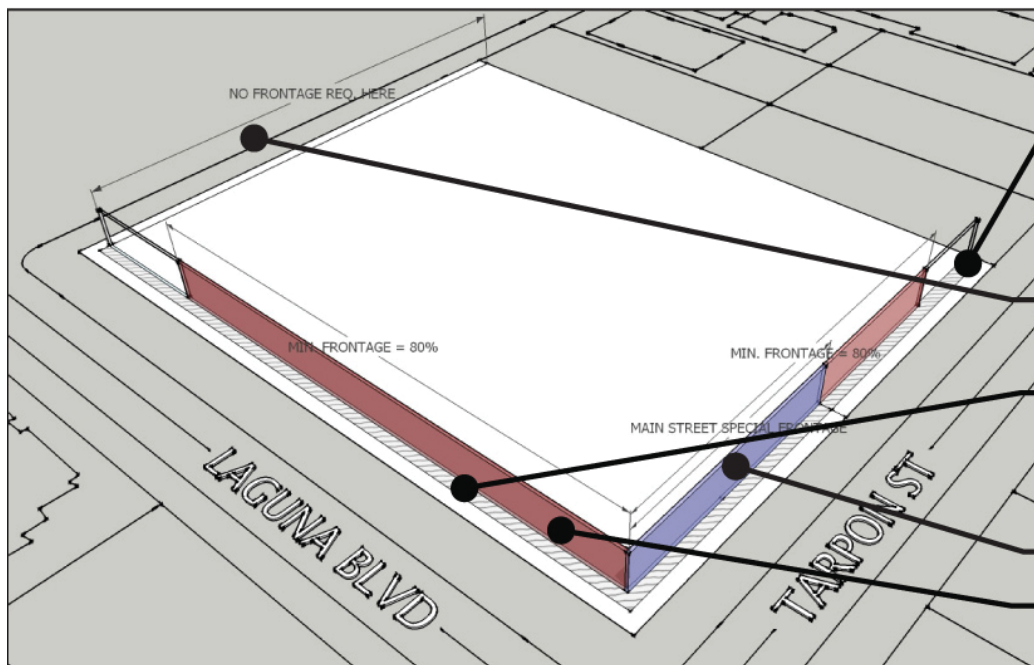 NO FRONTAGE REQ. HERE
MIN. FRONTAGE = 80%
MIN. FRONTAGE = 80%
MAIN STREET SPECIAL FRONTAGE
LAGUNA BLVD
TARPON ST